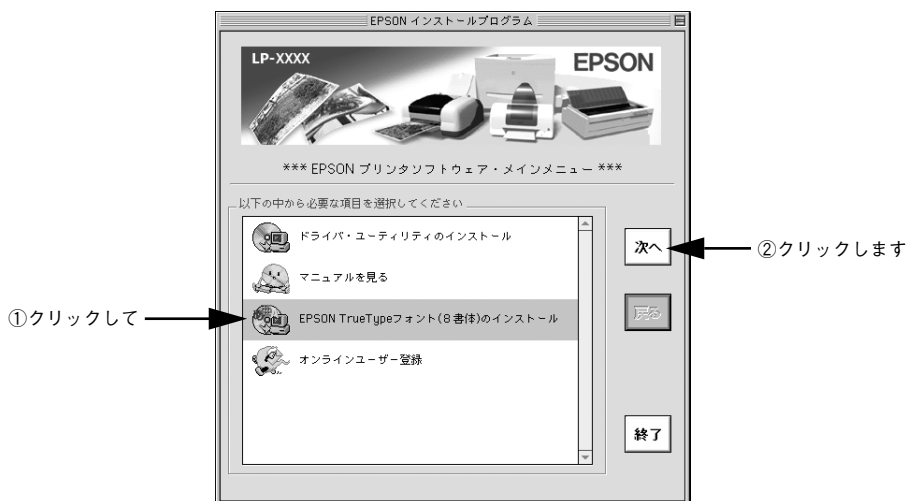 EPSON インストールプログラム
LP-XXXX
EPSON
*** EPSON プリンタソフトウェア・メインメニュー ***
以下の中から必要な項目を選択してください
ドライバ・ユーティリティのインストール
次へ
②クリックします
マニュアルを見る
①クリックして
EPSON TrueTypeフォント(8書体)のインストール
戻る
オンラインユーザー登録
終了